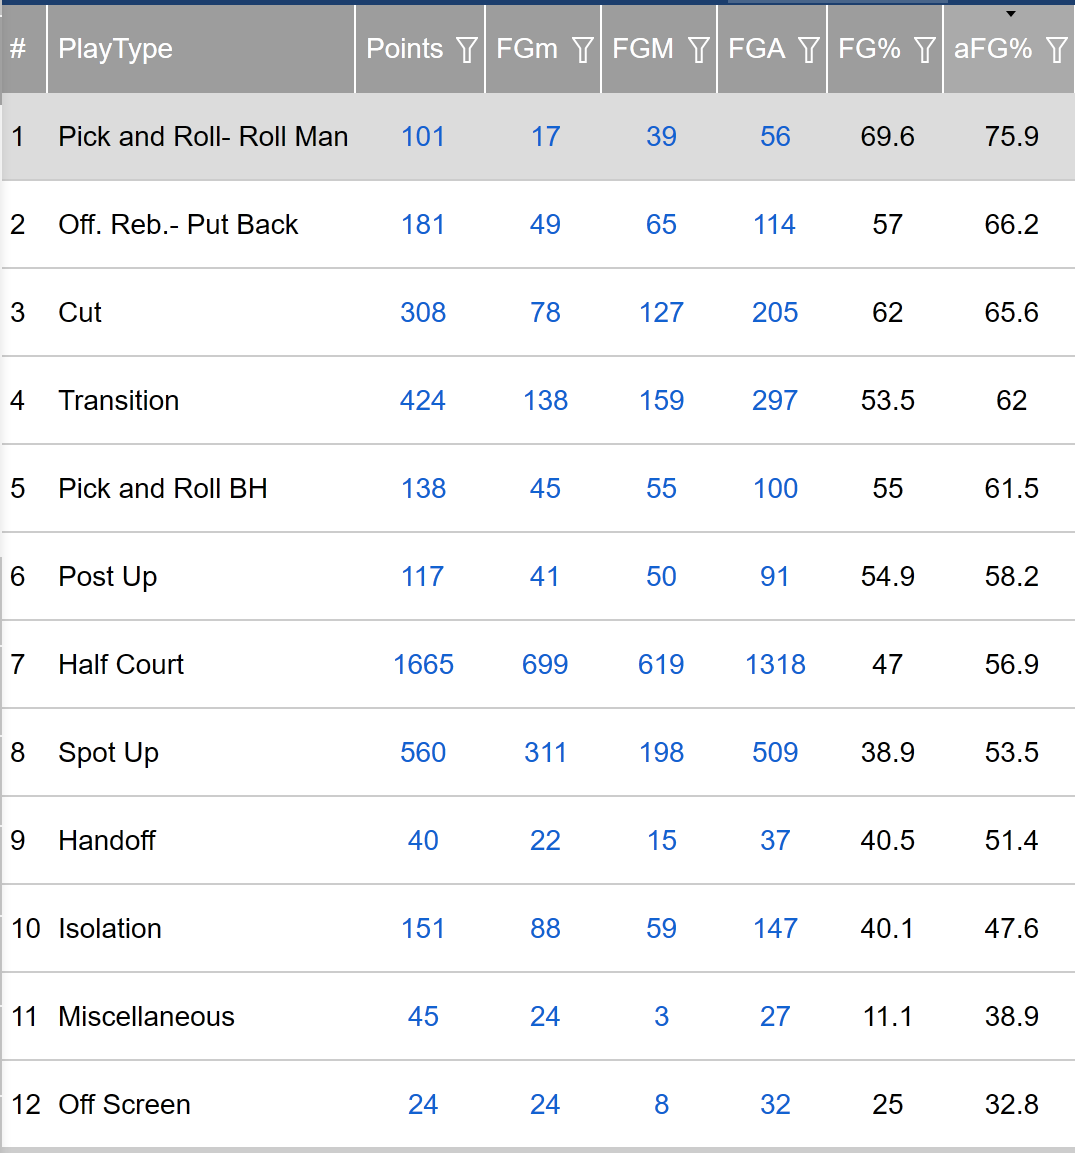 # PlayType Points FGm FGM FGA FG% aFG%
1 Pick and Roll- Roll Man 101 17 39 56 69.6 75.9
2 Off. Reb.- Put Back 181 49 65 114 57 66.2
3 Cut 308 78 127 205 62 65.6
4 Transition 424 138 159 297 53.5 62
5 Pick and Roll BH 138 45 55 100 55 61.5
6 Post Up 117 41 50 91 54.9 58.2
7 Half Court 1665 699 619 1318 47 56.9
8 Spot Up 560 311 198 509 38.9 53.5
9 Handoff 40 22 15 37 40.5 51.4
10 Isolation 151 88 59 147 40.1 47.6
11 Miscellaneous 45 24 3 27 11.1 38.9
12 Off Screen 24 24 8 32 25 32.8